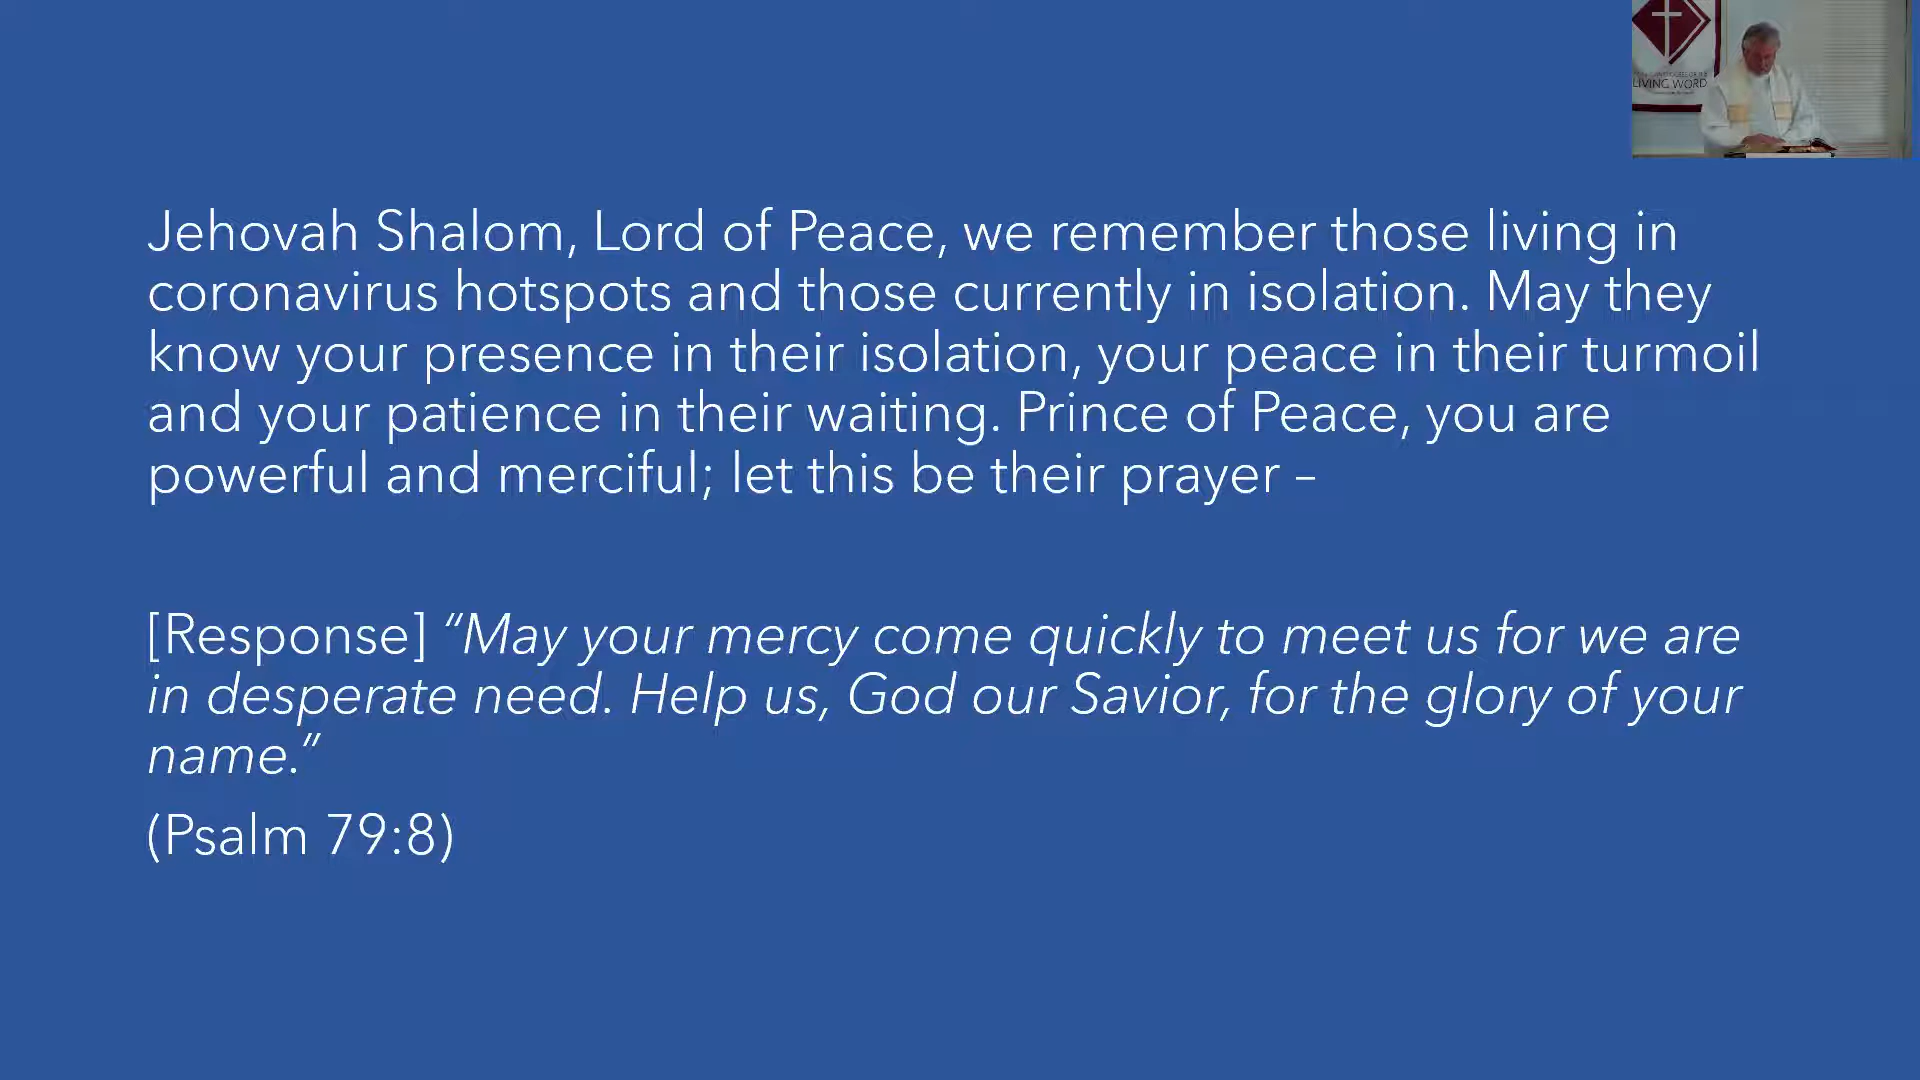 LIVING WORD
Jehovah Shalom, Lord of Peace, we remember those living in
coronavirus hotspots and those currently in isolation. May they
know your presence in their isolation, your peace in their turmoil
and your patience in their waiting. Prince of Peace, you are
powerful and merciful; let this be their prayer –
[Response] “May your mercy come quickly to meet us for we are
in desperate need. Help us, God our Savior, for the glory of your
name.”
(Psalm 79:8)